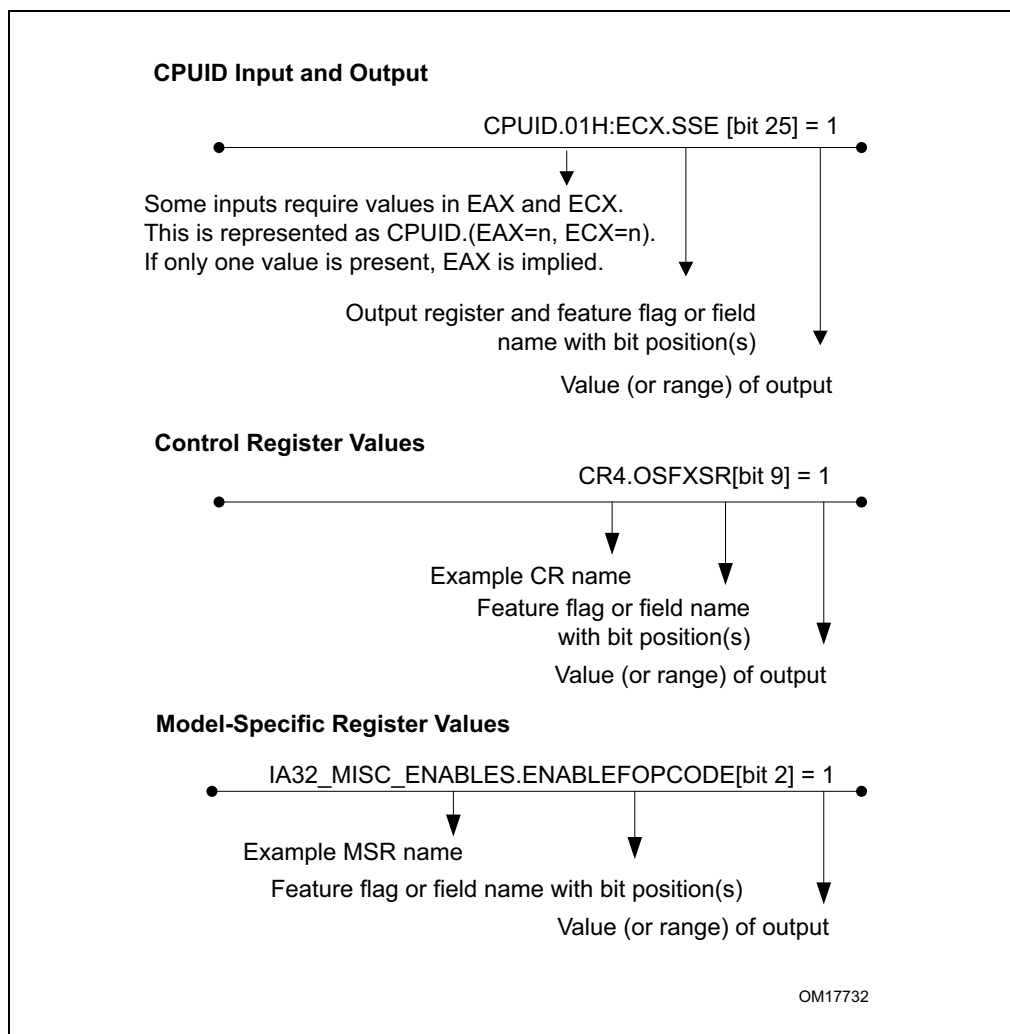 CPUID Input and Output
CPUID.01H:ECX.SSE [bit 25] = 1
Some inputs require values in EAX and ECX.
This is represented as CPUID.(EAX=n, ECX=n).
If only one value is present, EAX is implied.
Output register and feature flag or field
name with bit position(s)
Value (or range) of output
Control Register Values
CR4.OSFXSR[bit 9] = 1
Example CR name
Feature flag or field name
with bit position(s)
Value (or range) of output
Model-Specific Register Values
IA32_MISC_ENABLES.ENABLEFOPCODE[bit 2] = 1
Example MSR name
Feature flag or field name with bit position(s)
Value (or range) of output
OM17732